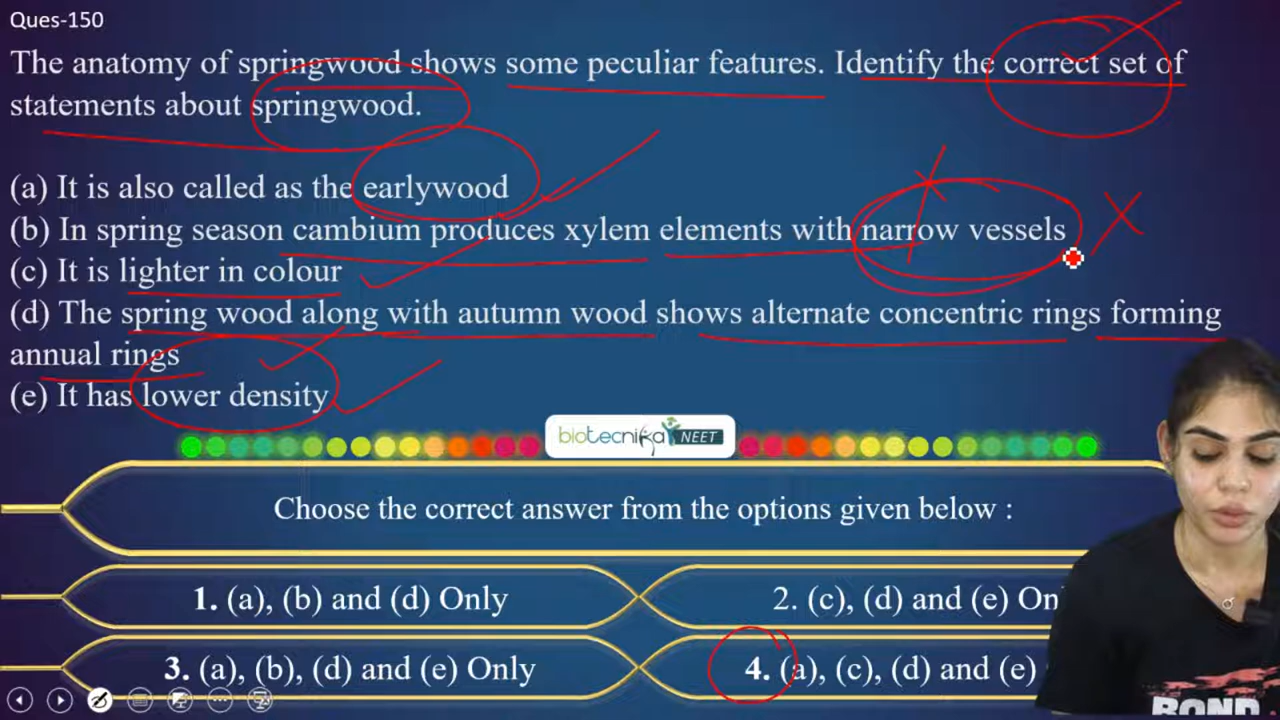 Ques-150
The anatomy of springwood shows some peculiar features. Identify the correct set of
statements about springwood.
(a) It is also called as the earlywood
(b) In spring season cambium produces xylem elements with narrow vessels
(c) It is lighter in colour
(d) The spring wood along with autumn wood shows alternate concentric rings forming
annual rings
(e) It has lower density
biotecnika NEET
Choose the correct answer from the options given below :
1. (a), (b) and (d) Only
2. (c), (d) and (e) On
3. (a), (b), (d) and (e) Only
4. (a), (c), (d) and (e)
BOND